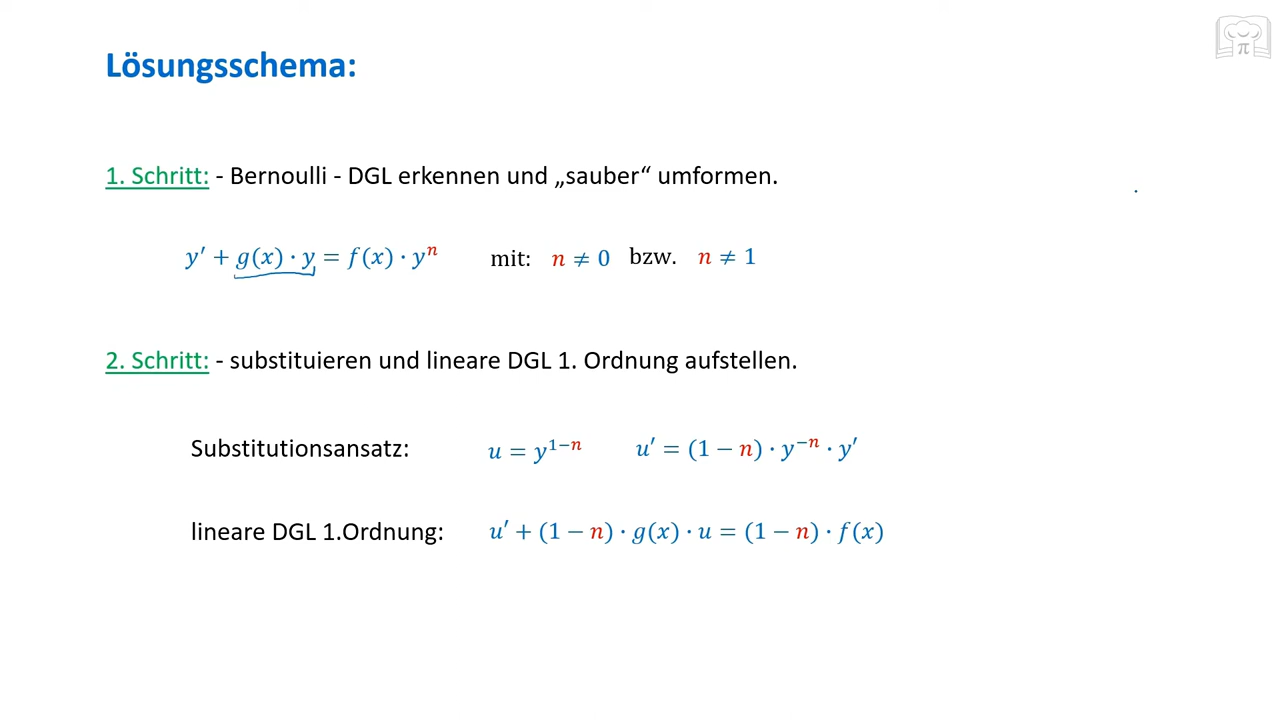 Lösungsschema:
1. Schritt: - Bernoulli - DGL erkennen und „sauber“ umformen.
y′ + g(x) · y = f(x) · yⁿ mit: n ≠ 0 bzw. n ≠ 1
2. Schritt: - substituieren und lineare DGL 1. Ordnung aufstellen.
Substitutionsansatz: u = y¹⁻ⁿ u′ = (1 − n) · y⁻ⁿ · y′
lineare DGL 1.Ordnung: u′ + (1 − n) · g(x) · u = (1 − n) · f(x)
π